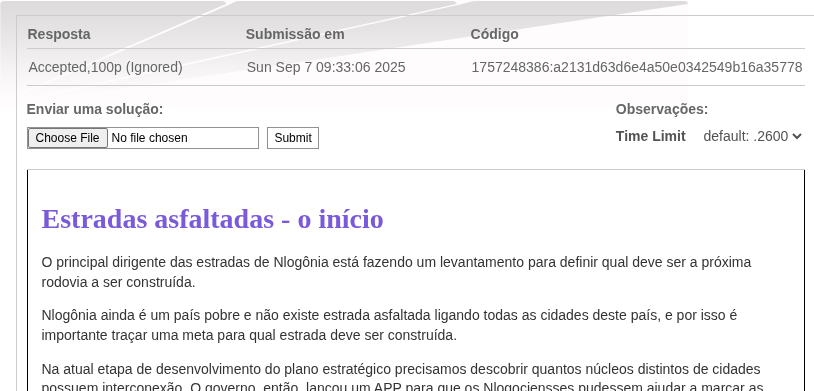 Resposta Submissão em Código
Accepted,100p (Ignored) Sun Sep 7 09:33:06 2025 1757248386:a2131d63d6e4a50e0342549b16a35778
Enviar uma solução: Observações:
Choose File No file chosen Submit Time Limit default: .2600
Estradas asfaltadas - o início
O principal dirigente das estradas de Nlogônia está fazendo um levantamento para definir qual deve ser a próxima
rodovia a ser construída.
Nlogônia ainda é um país pobre e não existe estrada asfaltada ligando todas as cidades deste país, e por isso é
importante traçar uma meta para qual estrada deve ser construída.
Na atual etapa de desenvolvimento do plano estratégico precisamos descobrir quantos núcleos distintos de cidades
possuem interconexão. O governo, então, lançou um APP para que os Nlogociensses pudessem ajudar a marcar as